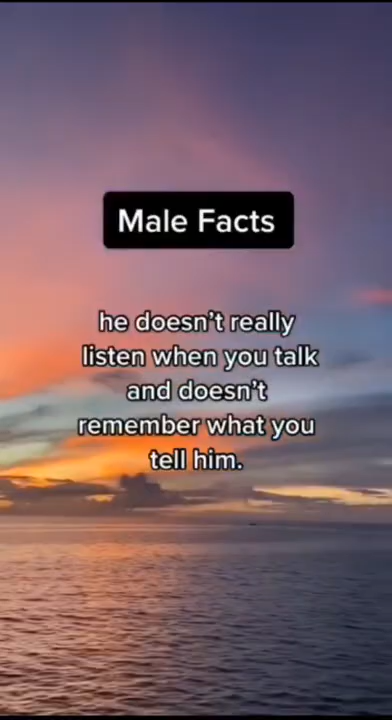 Male Facts
he doesn't really
listen when you talk
and doesn't
remember what you
tell him.